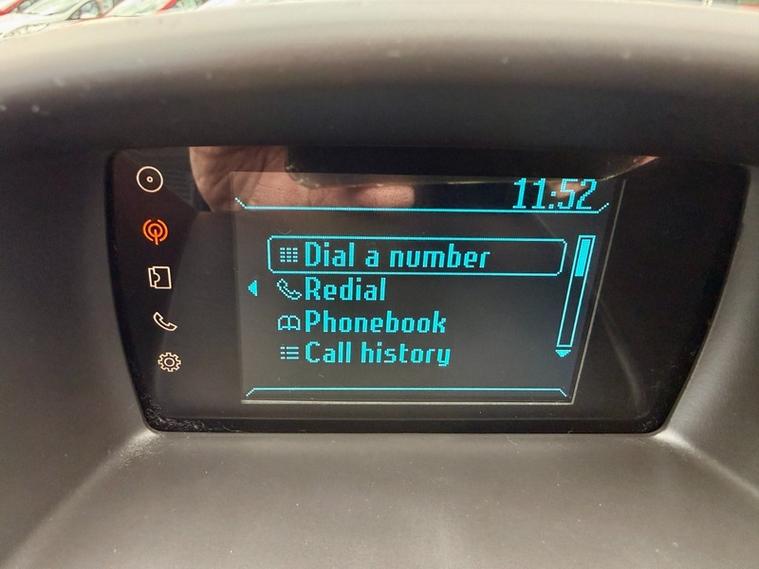 11:52
Dial a number
Redial
Phonebook
Call history